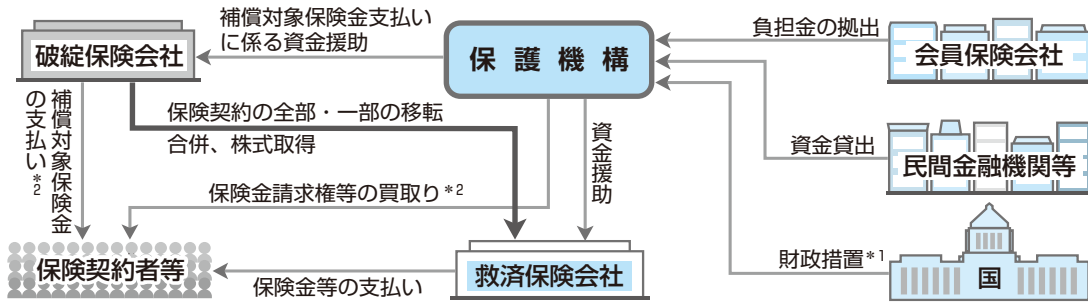 補償対象保険金支払い
に係る資金援助
破綻保険会社
保護機構
負担金の拠出
会員保険会社
補償対象保険金
の支払い*2
保険契約の全部・一部の移転
合併、株式取得
資金援助
資金貸出
民間金融機関等
保険金請求権等の買取り*2
保険契約者等
保険金等の支払い
救済保険会社
財政措置*1
国